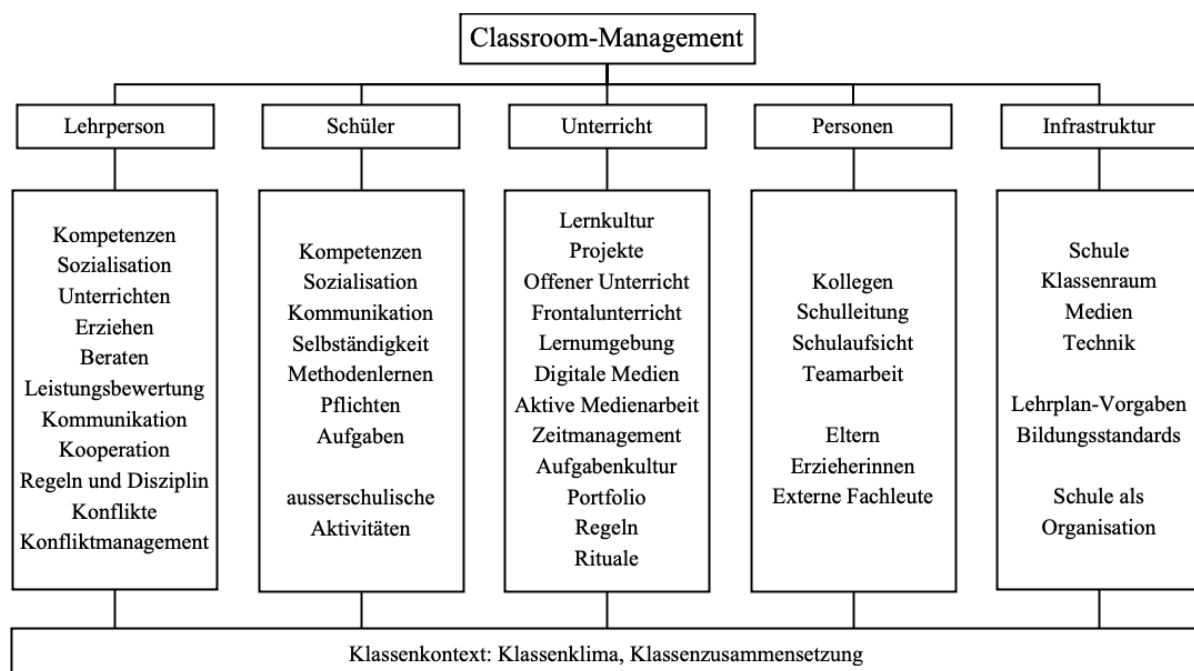 Classroom-Management
Lehrperson
Schüler
Unterricht
Personen
Infrastruktur
Kompetenzen
Sozialisation
Unterrichten
Erziehen
Beraten
Leistungsbewertung
Kommunikation
Kooperation
Regeln und Disziplin
Konflikte
Konfliktmanagement
Kompetenzen
Sozialisation
Kommunikation
Selbständigkeit
Methodenlernen
Pflichten
Aufgaben
ausserschulische
Aktivitäten
Lernkultur
Projekte
Offener Unterricht
Frontalunterricht
Lernumgebung
Digitale Medien
Aktive Medienarbeit
Zeitmanagement
Aufgabenkultur
Portfolio
Regeln
Rituale
Kollegen
Schulleitung
Schulaufsicht
Teamarbeit
Eltern
Erzieherinnen
Externe Fachleute
Schule
Klassenraum
Medien
Technik
Lehrplan-Vorgaben
Bildungsstandards
Schule als
Organisation
Klassenkontext: Klassenklima, Klassenzusammensetzung